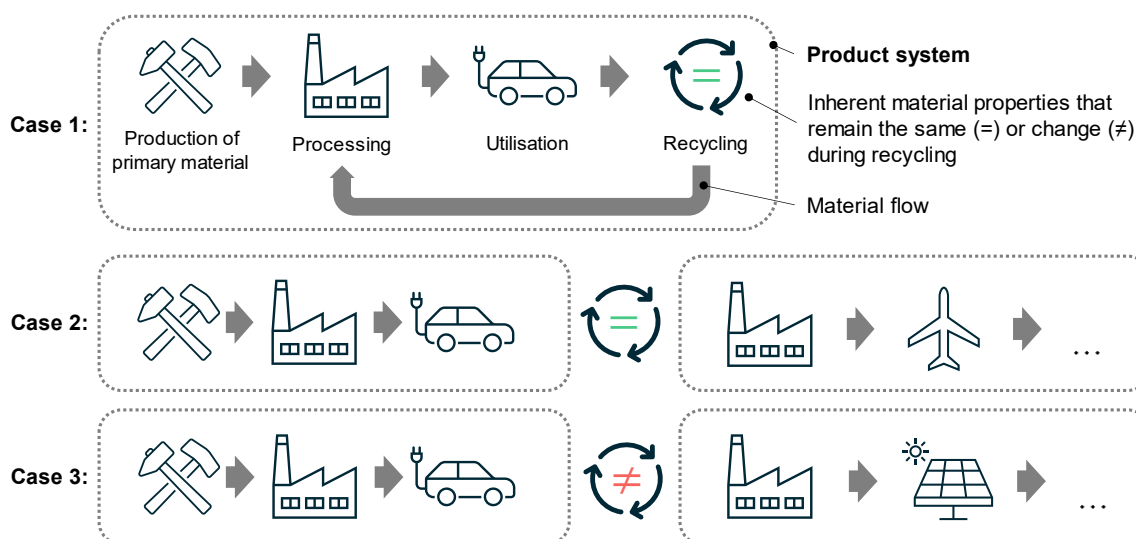 Product system
Inherent material properties that
remain the same (=) or change (≠)
during recycling
Case 1:
Production of
primary material
Processing
Utilisation
Recycling
Material flow
Case 2:
...
Case 3:
...